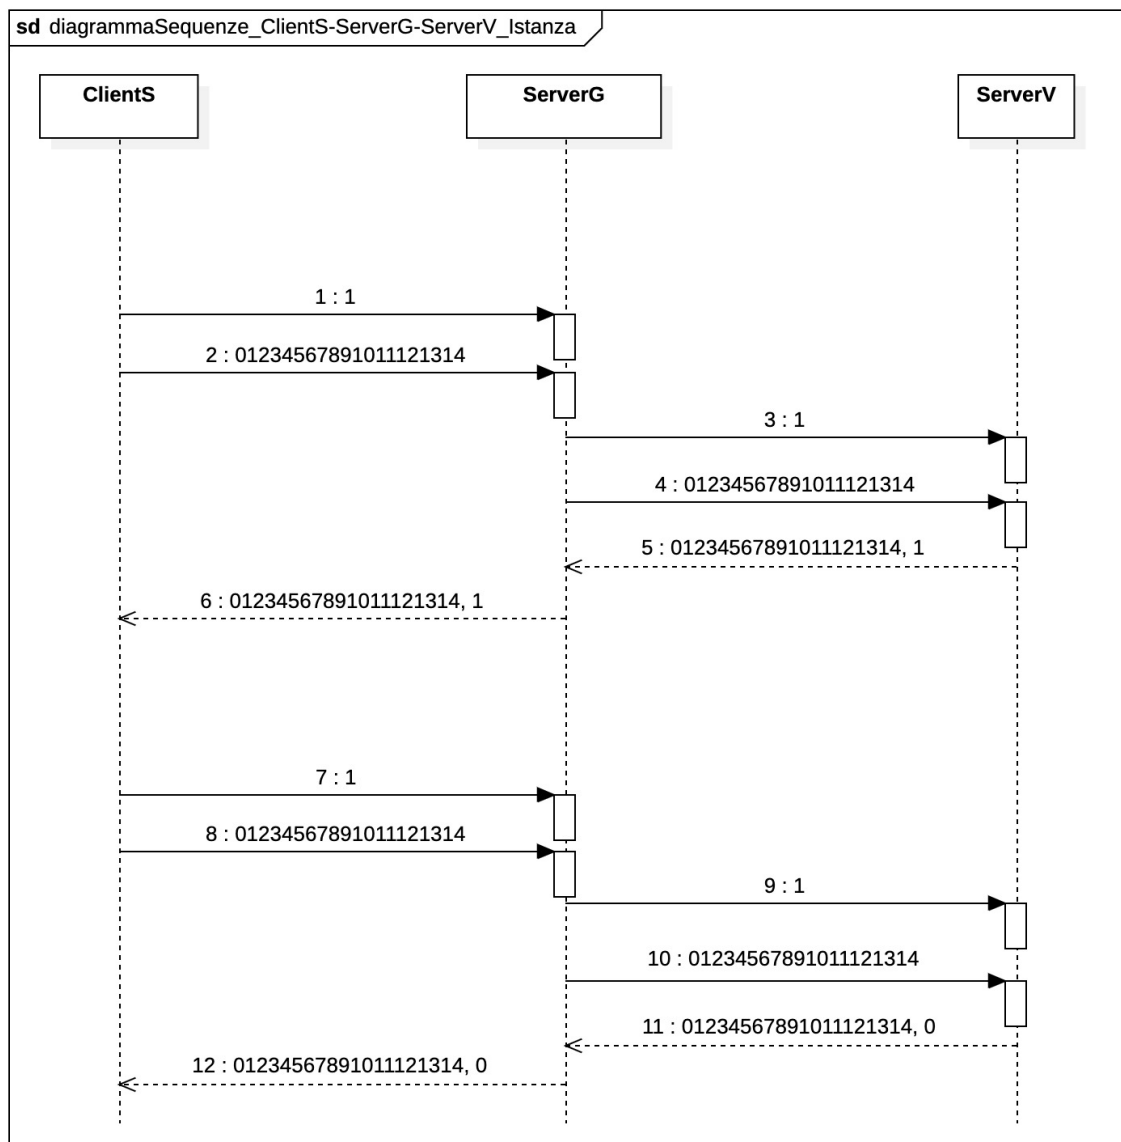 sd diagrammaSequenze_ClientS-ServerG-ServerV_Istanza
ClientS
ServerG
ServerV
1 : 1
2 : 01234567891011121314
3 : 1
4 : 01234567891011121314
5 : 01234567891011121314, 1
6 : 01234567891011121314, 1
7 : 1
8 : 01234567891011121314
9 : 1
10 : 01234567891011121314
11 : 01234567891011121314, 0
12 : 01234567891011121314, 0